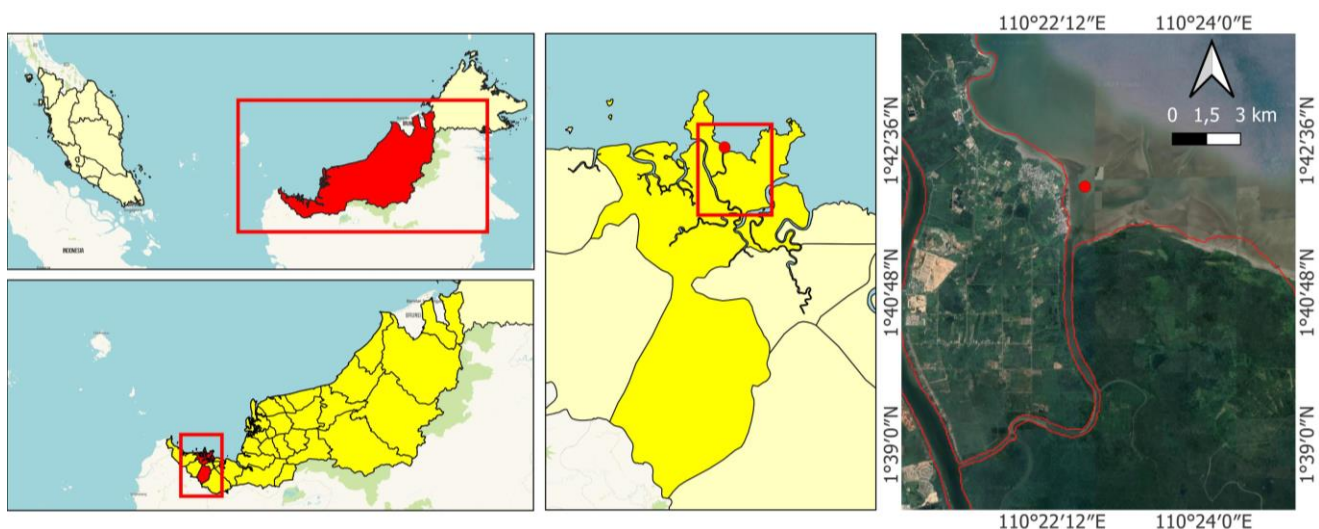 110°22′12″E 110°24′0″E
0 1,5 3 km
1°42′36″N
1°42′36″N
1°40′48″N
1°40′48″N
1°39′0″N
1°39′0″N
110°22′12″E 110°24′0″E
INDONESIA